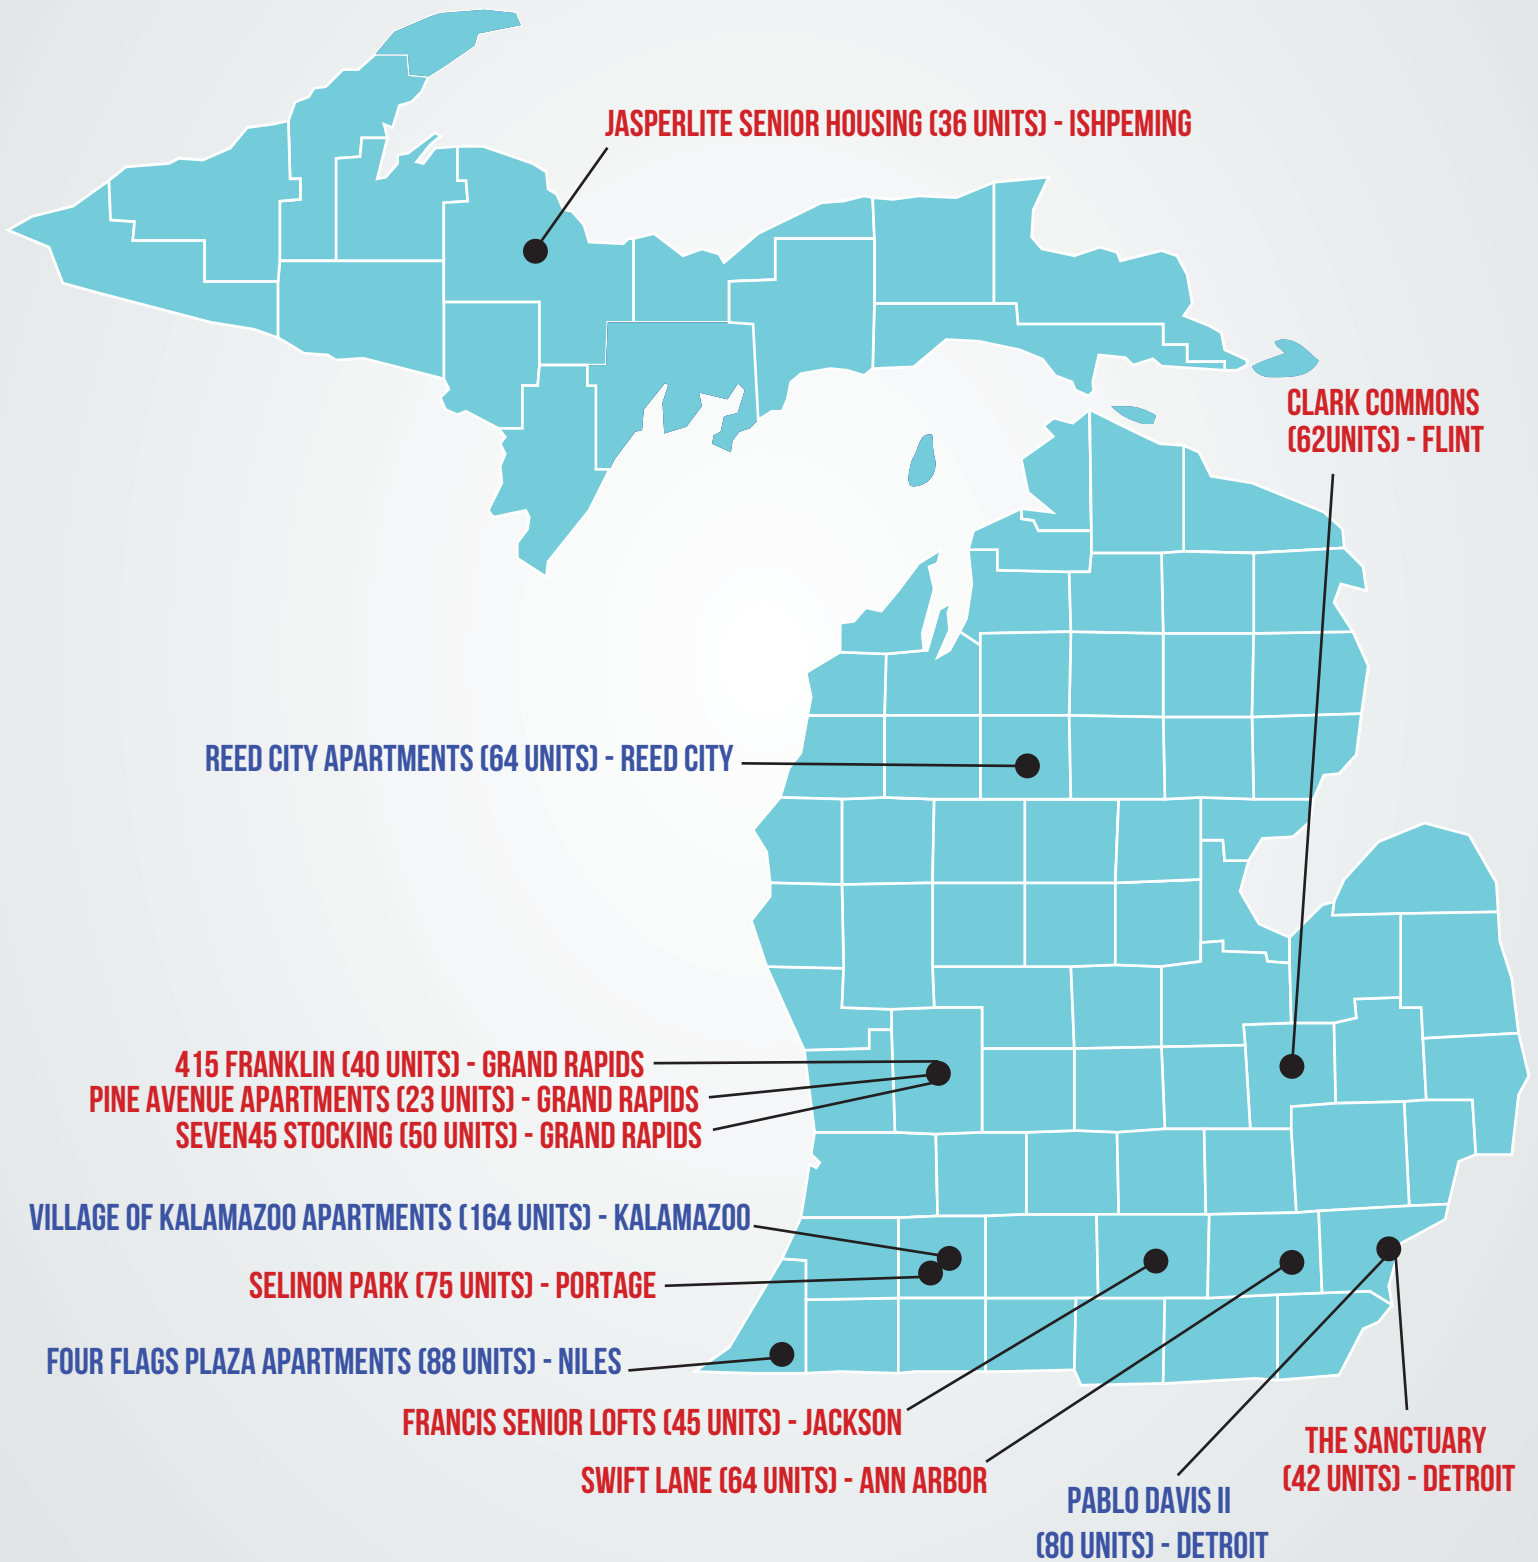 JASPERLITE SENIOR HOUSING (36 UNITS) - ISHPEMING
CLARK COMMONS
(62UNITS) - FLINT
REED CITY APARTMENTS (64 UNITS) - REED CITY
415 FRANKLIN (40 UNITS) - GRAND RAPIDS
PINE AVENUE APARTMENTS (23 UNITS) - GRAND RAPIDS
SEVEN45 STOCKING (50 UNITS) - GRAND RAPIDS
VILLAGE OF KALAMAZOO APARTMENTS (164 UNITS) - KALAMAZOO
SELINON PARK (75 UNITS) - PORTAGE
FOUR FLAGS PLAZA APARTMENTS (88 UNITS) - NILES
FRANCIS SENIOR LOFTS (45 UNITS) - JACKSON
SWIFT LANE (64 UNITS) - ANN ARBOR
PABLO DAVIS II
(80 UNITS) - DETROIT
THE SANCTUARY
(42 UNITS) - DETROIT